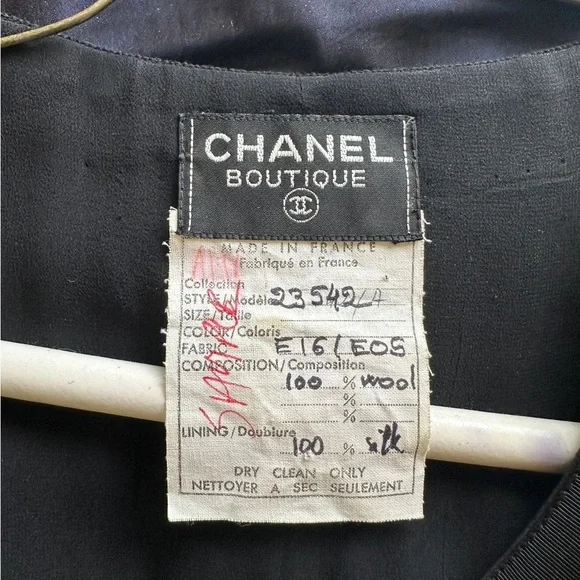 CHANEL
BOUTIQUE
MADE IN FRANCE
Fabriqué en France
Collection
STYLE/Modèle 23542/A
SIZE/Taille
COLOR/Coloris
FABRIC E16/E05
COMPOSITION/Composition
100 % wool
%
%
LINING/Doublure 100 % silk
DRY CLEAN ONLY
NETTOYER A SEC SEULEMENT